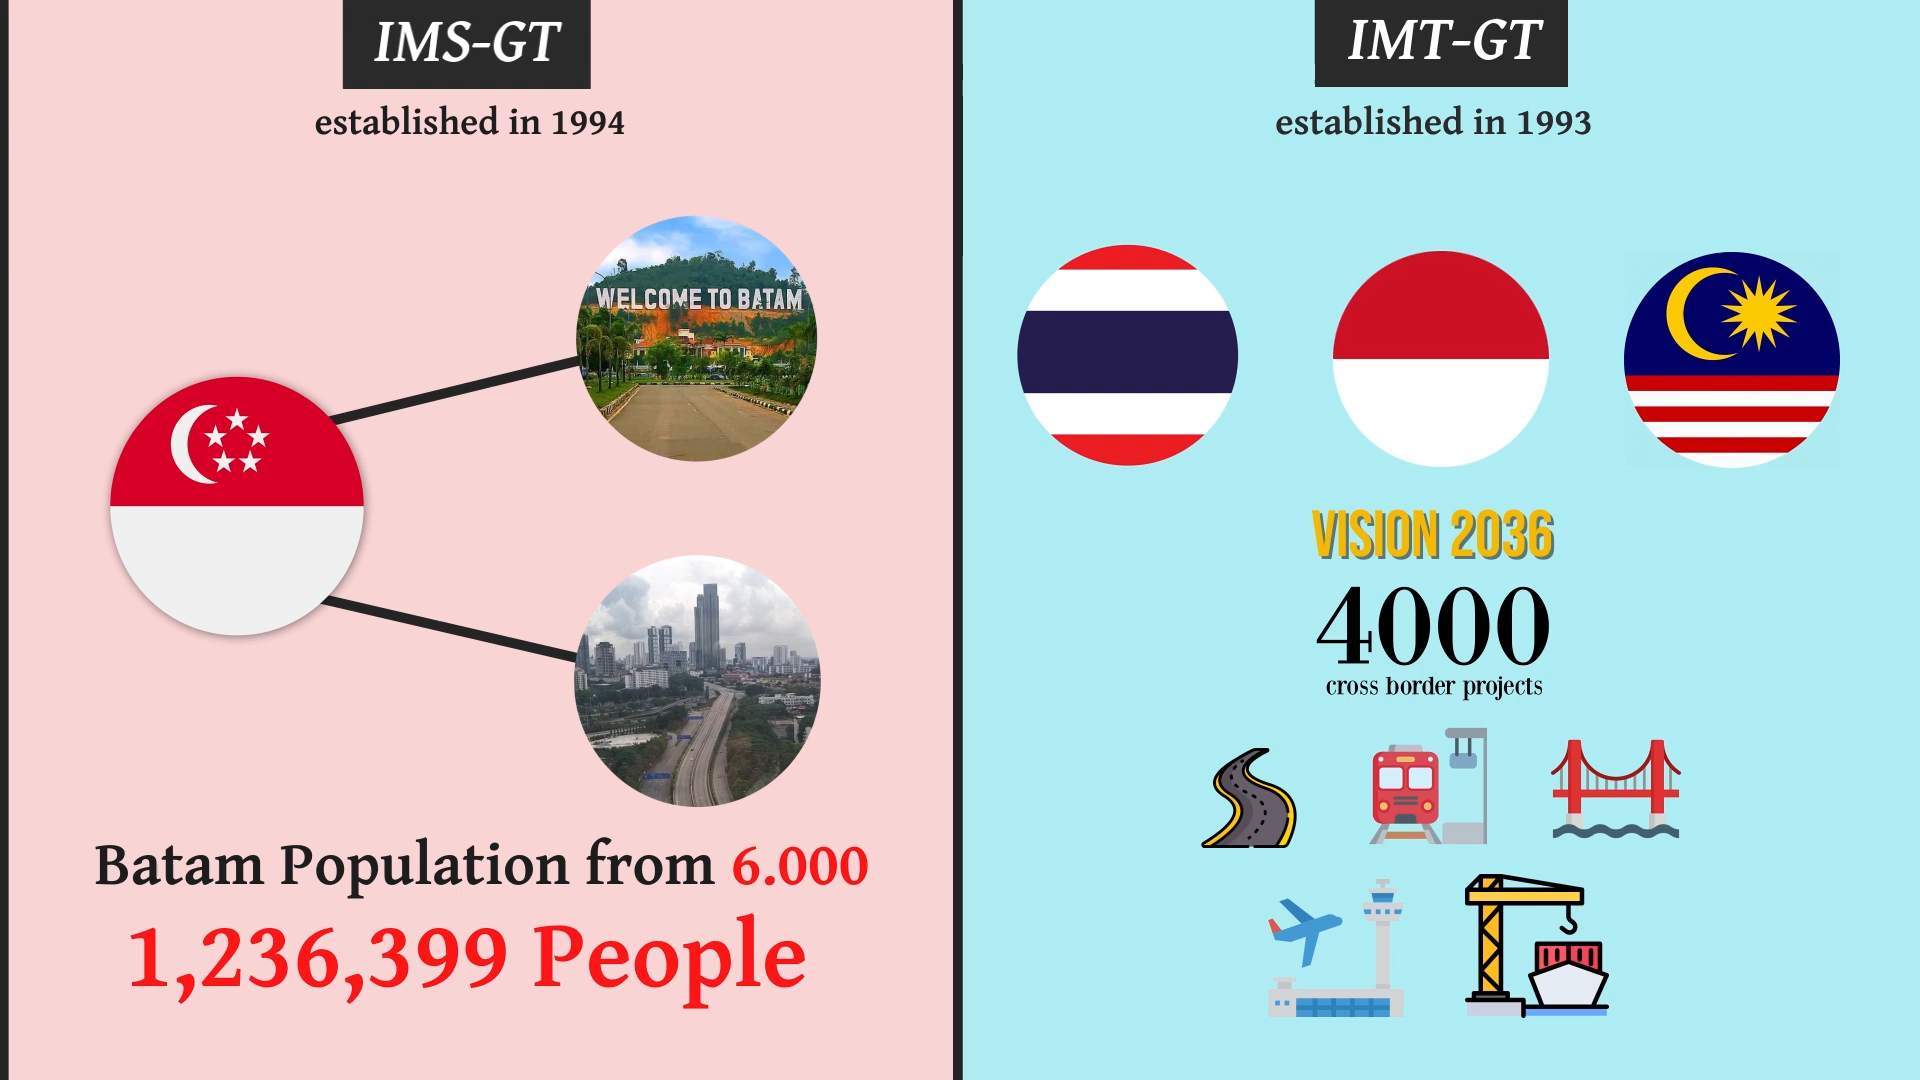 IMS-GT
established in 1994
WELCOME TO BATAM
Batam Population from 6.000
1,236,399 People
IMT-GT
established in 1993
VISION 2036
4000
cross border projects